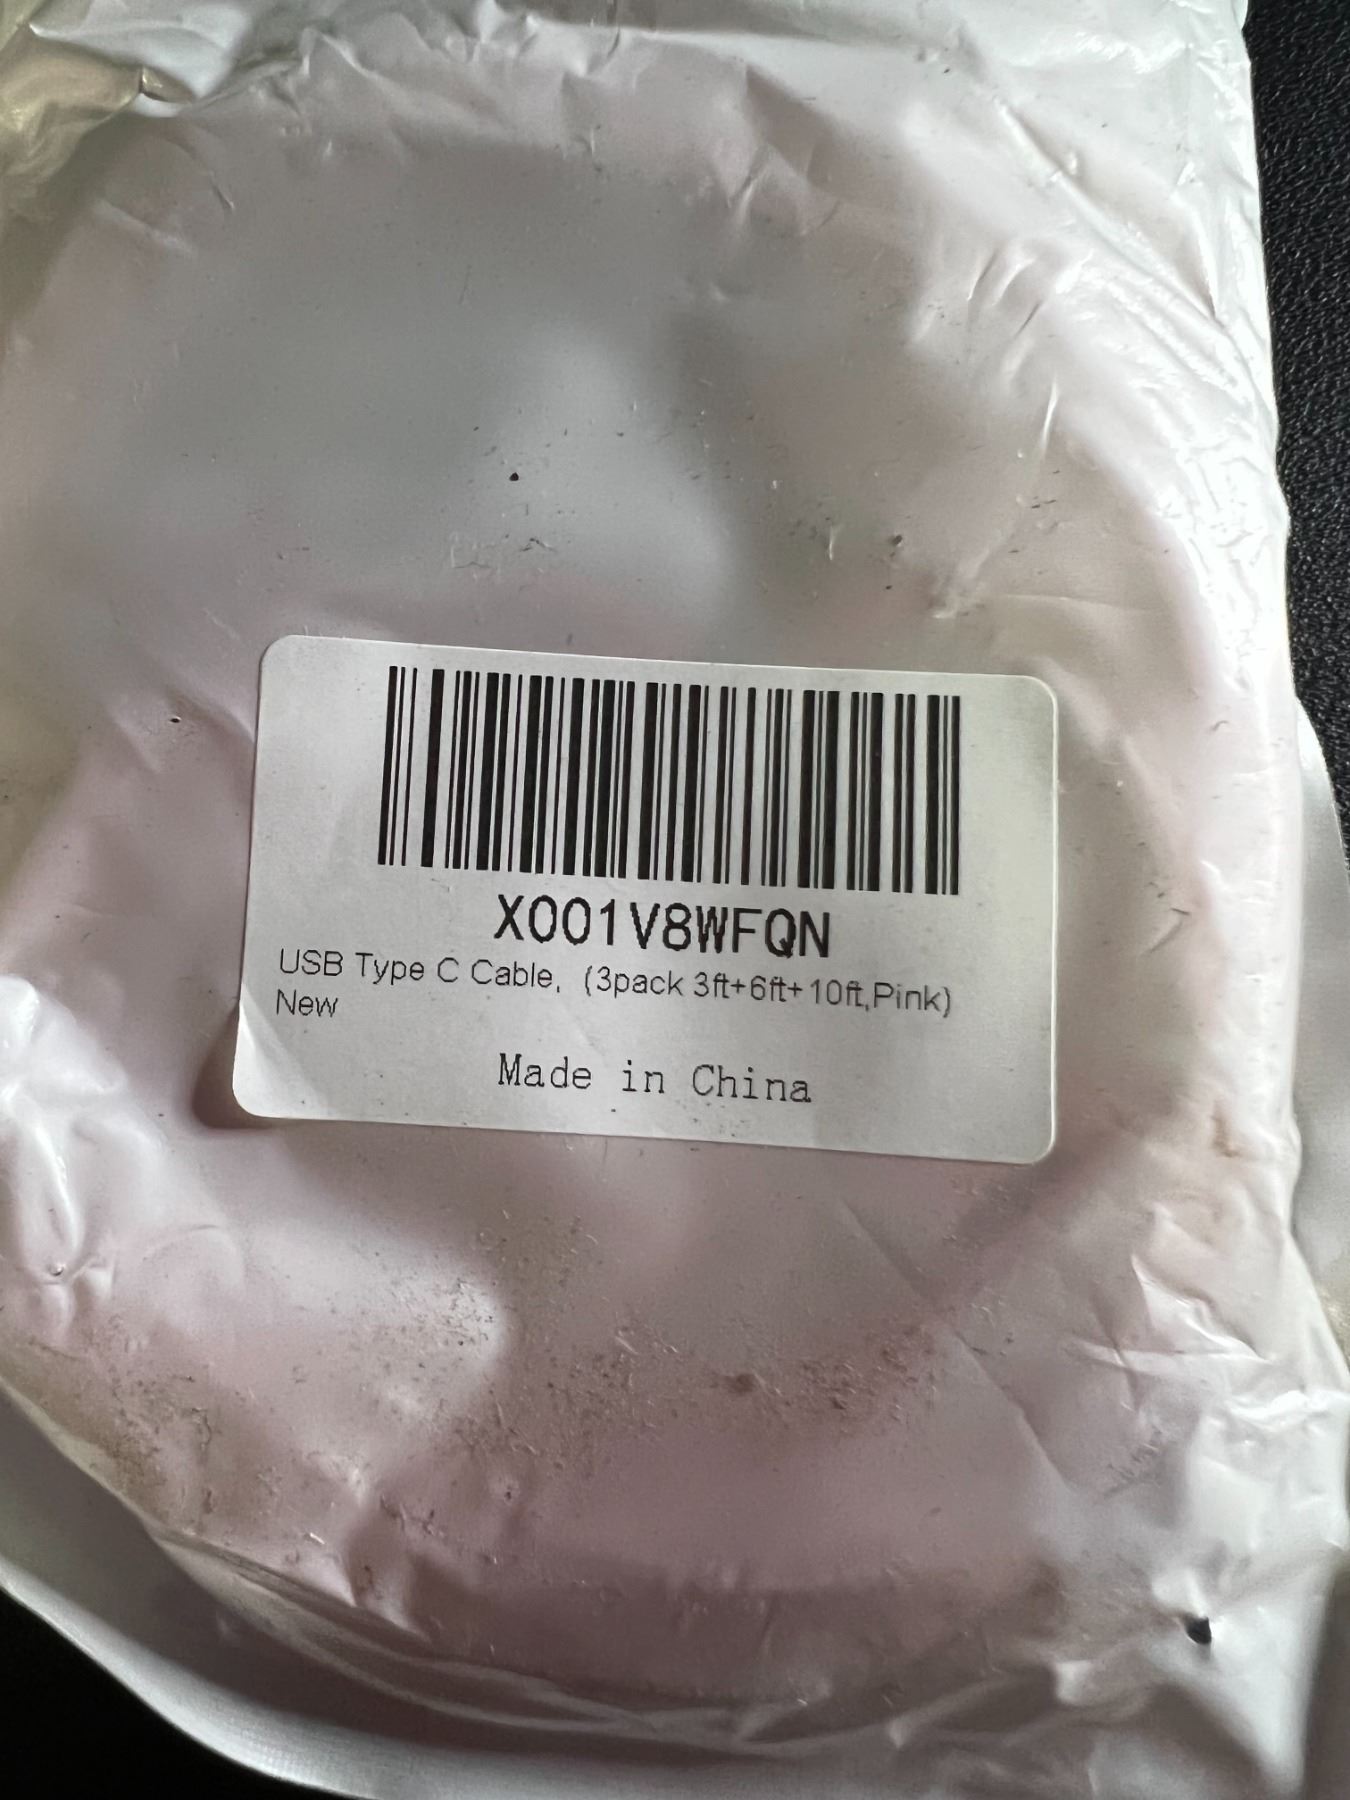 X001V8WFQN
USB Type C Cable, (3pack 3ft+6ft+10ft,Pink)
New
Made in China